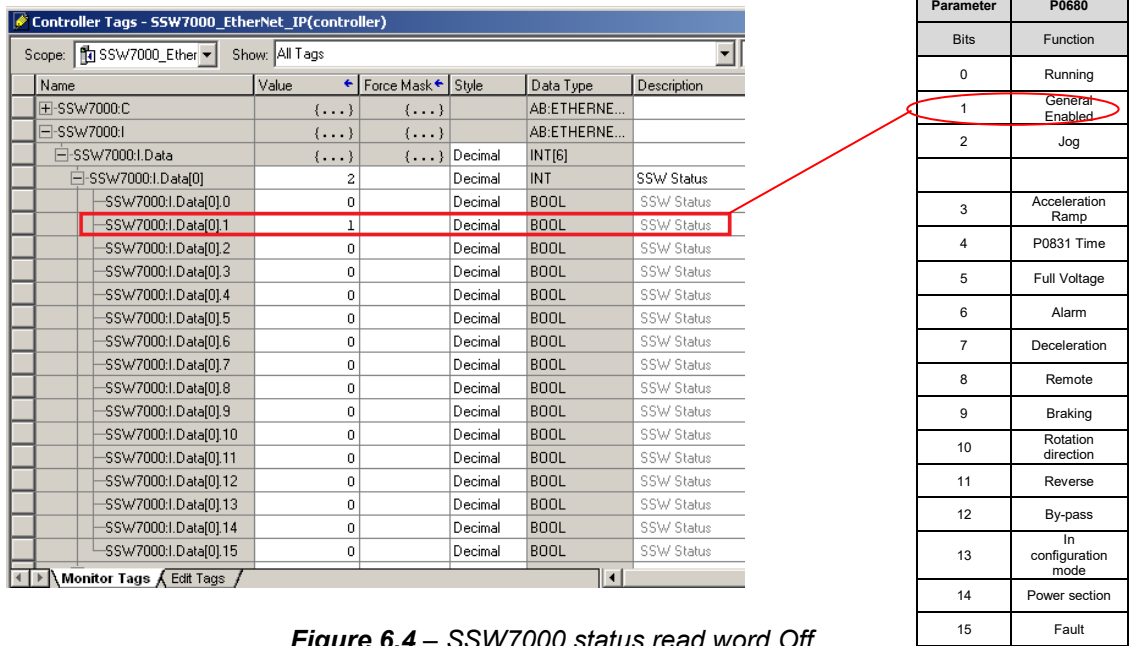 Controller Tags - SSW7000_EtherNet_IP(controller)
Scope: SSW7000_Ether Show: All Tags
Name Value Force Mask Style Data Type Description
SSW7000:C {...} {...} AB:ETHERNE...
SSW7000:I {...} {...} AB:ETHERNE...
SSW7000:I.Data {...} {...} Decimal INT[6]
SSW7000:I.Data[0] 2 Decimal INT SSW Status
SSW7000:I.Data[0].0 0 Decimal BOOL SSW Status
SSW7000:I.Data[0].1 1 Decimal BOOL SSW Status
SSW7000:I.Data[0].2 0 Decimal BOOL SSW Status
SSW7000:I.Data[0].3 0 Decimal BOOL SSW Status
SSW7000:I.Data[0].4 0 Decimal BOOL SSW Status
SSW7000:I.Data[0].5 0 Decimal BOOL SSW Status
SSW7000:I.Data[0].6 0 Decimal BOOL SSW Status
SSW7000:I.Data[0].7 0 Decimal BOOL SSW Status
SSW7000:I.Data[0].8 0 Decimal BOOL SSW Status
SSW7000:I.Data[0].9 0 Decimal BOOL SSW Status
SSW7000:I.Data[0].10 0 Decimal BOOL SSW Status
SSW7000:I.Data[0].11 0 Decimal BOOL SSW Status
SSW7000:I.Data[0].12 0 Decimal BOOL SSW Status
SSW7000:I.Data[0].13 0 Decimal BOOL SSW Status
SSW7000:I.Data[0].14 0 Decimal BOOL SSW Status
SSW7000:I.Data[0].15 0 Decimal BOOL SSW Status
Monitor Tags Edit Tags
Parameter P0680
Bits Function
0 Running
1 General
Enabled
2 Jog
3 Acceleration
Ramp
4 P0831 Time
5 Full Voltage
6 Alarm
7 Deceleration
8 Remote
9 Braking
10 Rotation
direction
11 Reverse
12 By-pass
13 In
configuration
mode
14 Power section
15 Fault
Figure 6.4 – SSW7000 status read word Off